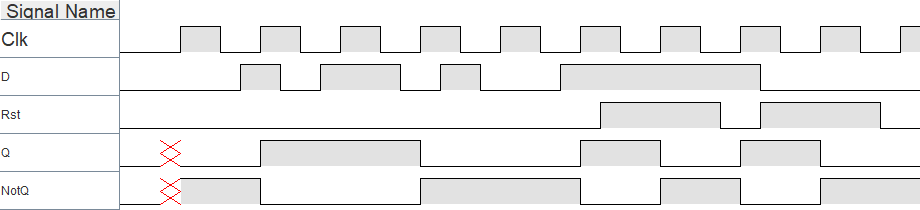 Signal Name
Clk
D
Rst
Q
NotQ